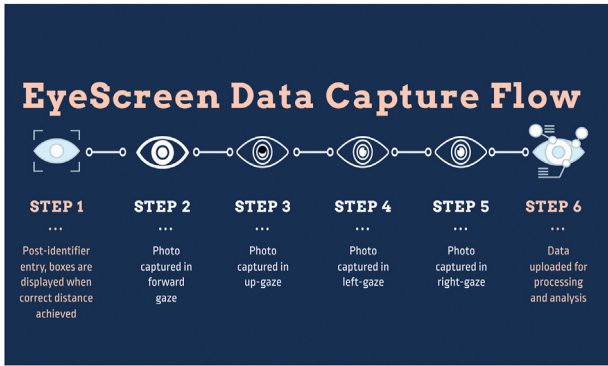 EyeScreen Data Capture Flow
STEP 1
...
Post-identifier
entry, boxes are
displayed when
correct distance
achieved
STEP 2
...
Photo
captured in
forward
gaze
STEP 3
...
Photo
captured in
up-gaze
STEP 4
...
Photo
captured in
left-gaze
STEP 5
...
Photo
captured in
right-gaze
STEP 6
...
Data
uploaded for
processing
and analysis